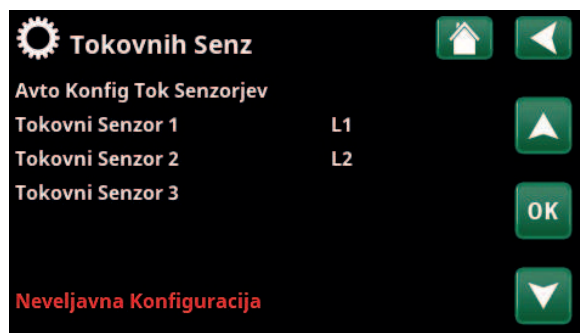 Tokovnih Senz
Avto Konfig Tok Senzorjev
Tokovni Senzor 1 L1
Tokovni Senzor 2 L2
Tokovni Senzor 3
OK
Neveljavna Konfiguracija